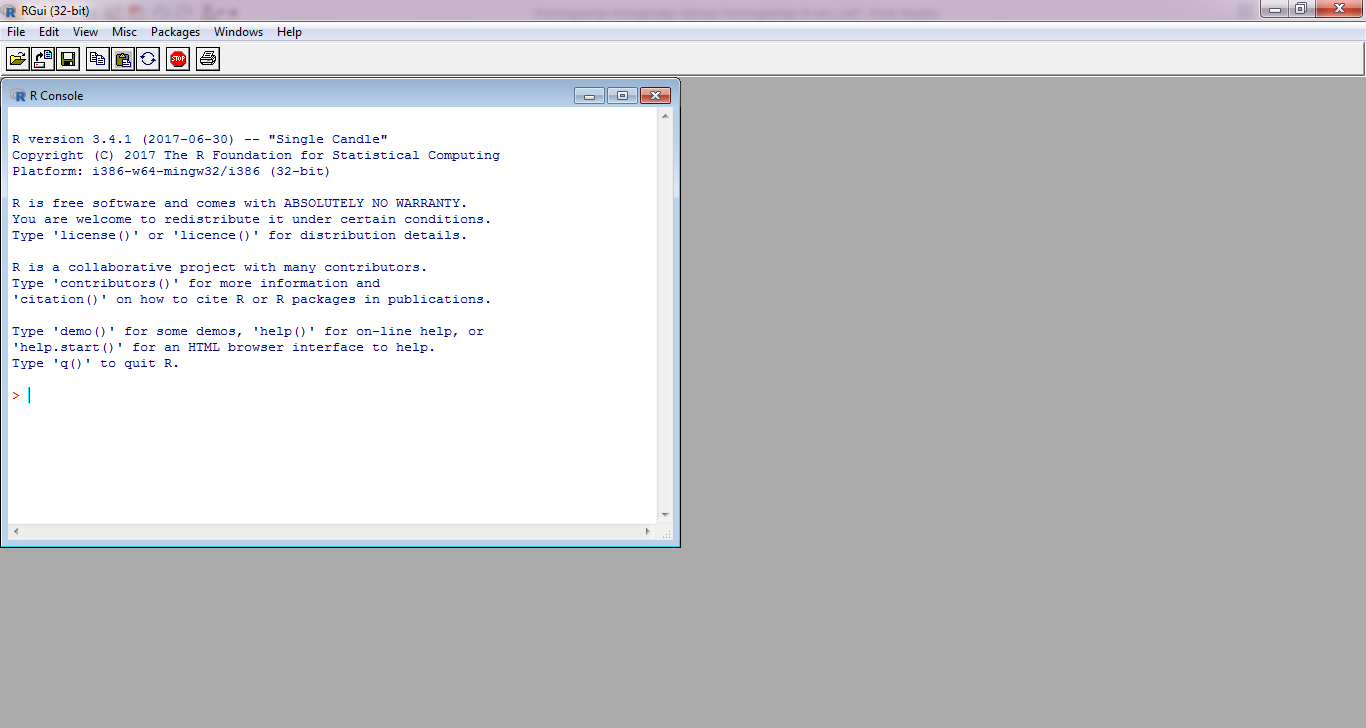 RGui (32-bit)
File Edit View Misc Packages Windows Help
STOP
R Console
R version 3.4.1 (2017-06-30) -- "Single Candle"
Copyright (C) 2017 The R Foundation for Statistical Computing
Platform: i386-w64-mingw32/i386 (32-bit)
R is free software and comes with ABSOLUTELY NO WARRANTY.
You are welcome to redistribute it under certain conditions.
Type 'license()' or 'licence()' for distribution details.
R is a collaborative project with many contributors.
Type 'contributors()' for more information and
'citation()' on how to cite R or R packages in publications.
Type 'demo()' for some demos, 'help()' for on-line help, or
'help.start()' for an HTML browser interface to help.
Type 'q()' to quit R.
>